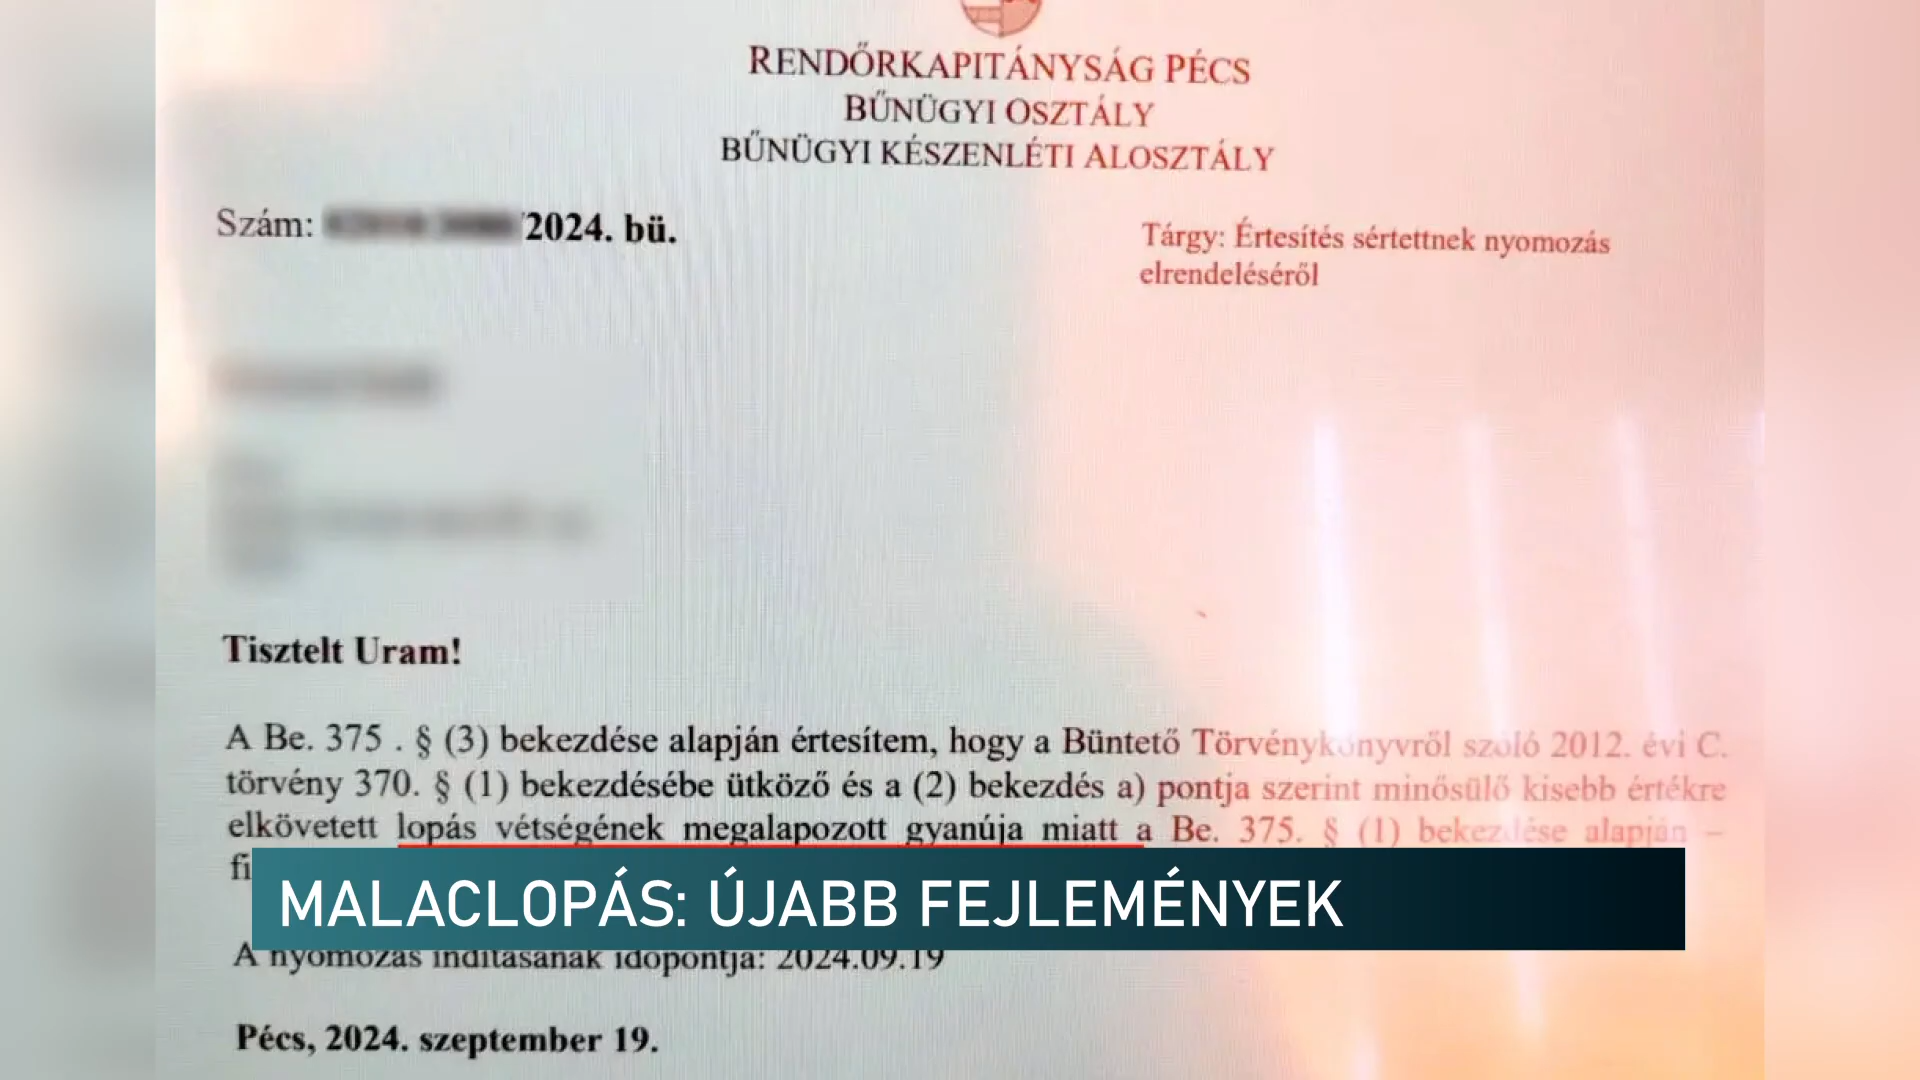 RENDŐRKAPITÁNYSÁG PÉCS
BŰNÜGYI OSZTÁLY
BŰNÜGYI KÉSZENLÉTI ALOSZTÁLY
Szám: /2024. bü.
Tárgy: Értesítés sértettnek nyomozás
elrendeléséről
Tisztelt Uram!
A Be. 375 . § (3) bekezdése alapján értesítem, hogy a Büntető Törvénykönyvről szóló 2012. évi C.
törvény 370. § (1) bekezdésébe ütköző és a (2) bekezdés a) pontja szerint minősülő kisebb értékre
elkövetett lopás vétségének megalapozott gyanúja miatt a Be. 375. § (1) bekezdése alapján –
MALACLOPÁS: ÚJABB FEJLEMÉNYEK
A nyomozás indításának időpontja: 2024.09.19
Pécs, 2024. szeptember 19.